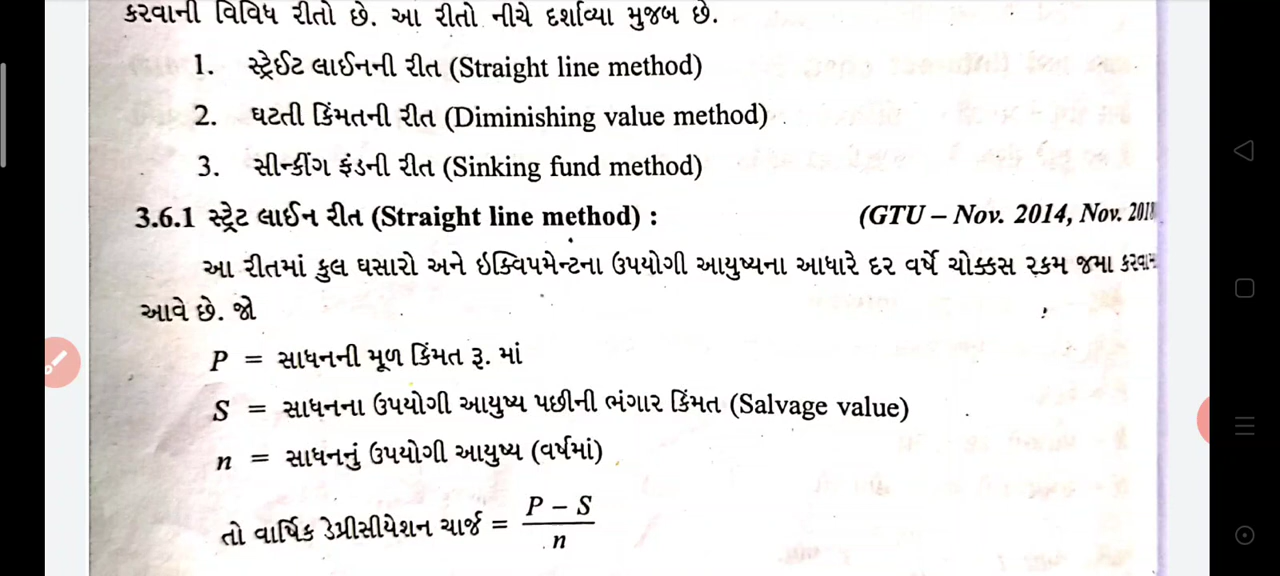 કરવાની વિવિધ રીતો છે. આ રીતો નીચે દર્શાવ્યા મુજબ છે.
1. સ્ટ્રેઈટ લાઈનની રીત (Straight line method)
2. ઘટતી કિંમતની રીત (Diminishing value method)
3. સીન્કીંગ ફંડની રીત (Sinking fund method)
3.6.1 સ્ટ્રેટ લાઈન રીત (Straight line method) : (GTU – Nov. 2014, Nov. 2018
આ રીતમાં કુલ ઘસારો અને ઇક્વિપમેન્ટના ઉપયોગી આયુષ્યના આધારે દર વર્ષે ચોક્કસ રકમ જમા
આવે છે. જો
P = સાધનની મૂળ કિંમત રૂ. માં
S = સાધનના ઉપયોગી આયુષ્ય પછીની ભંગાર કિંમત (Salvage value)
n = સાધનનું ઉપયોગી આયુષ્ય (વર્ષમાં)
તો વાર્ષિક ડેપ્રીસીયેશન ચાર્જ = P – S
n